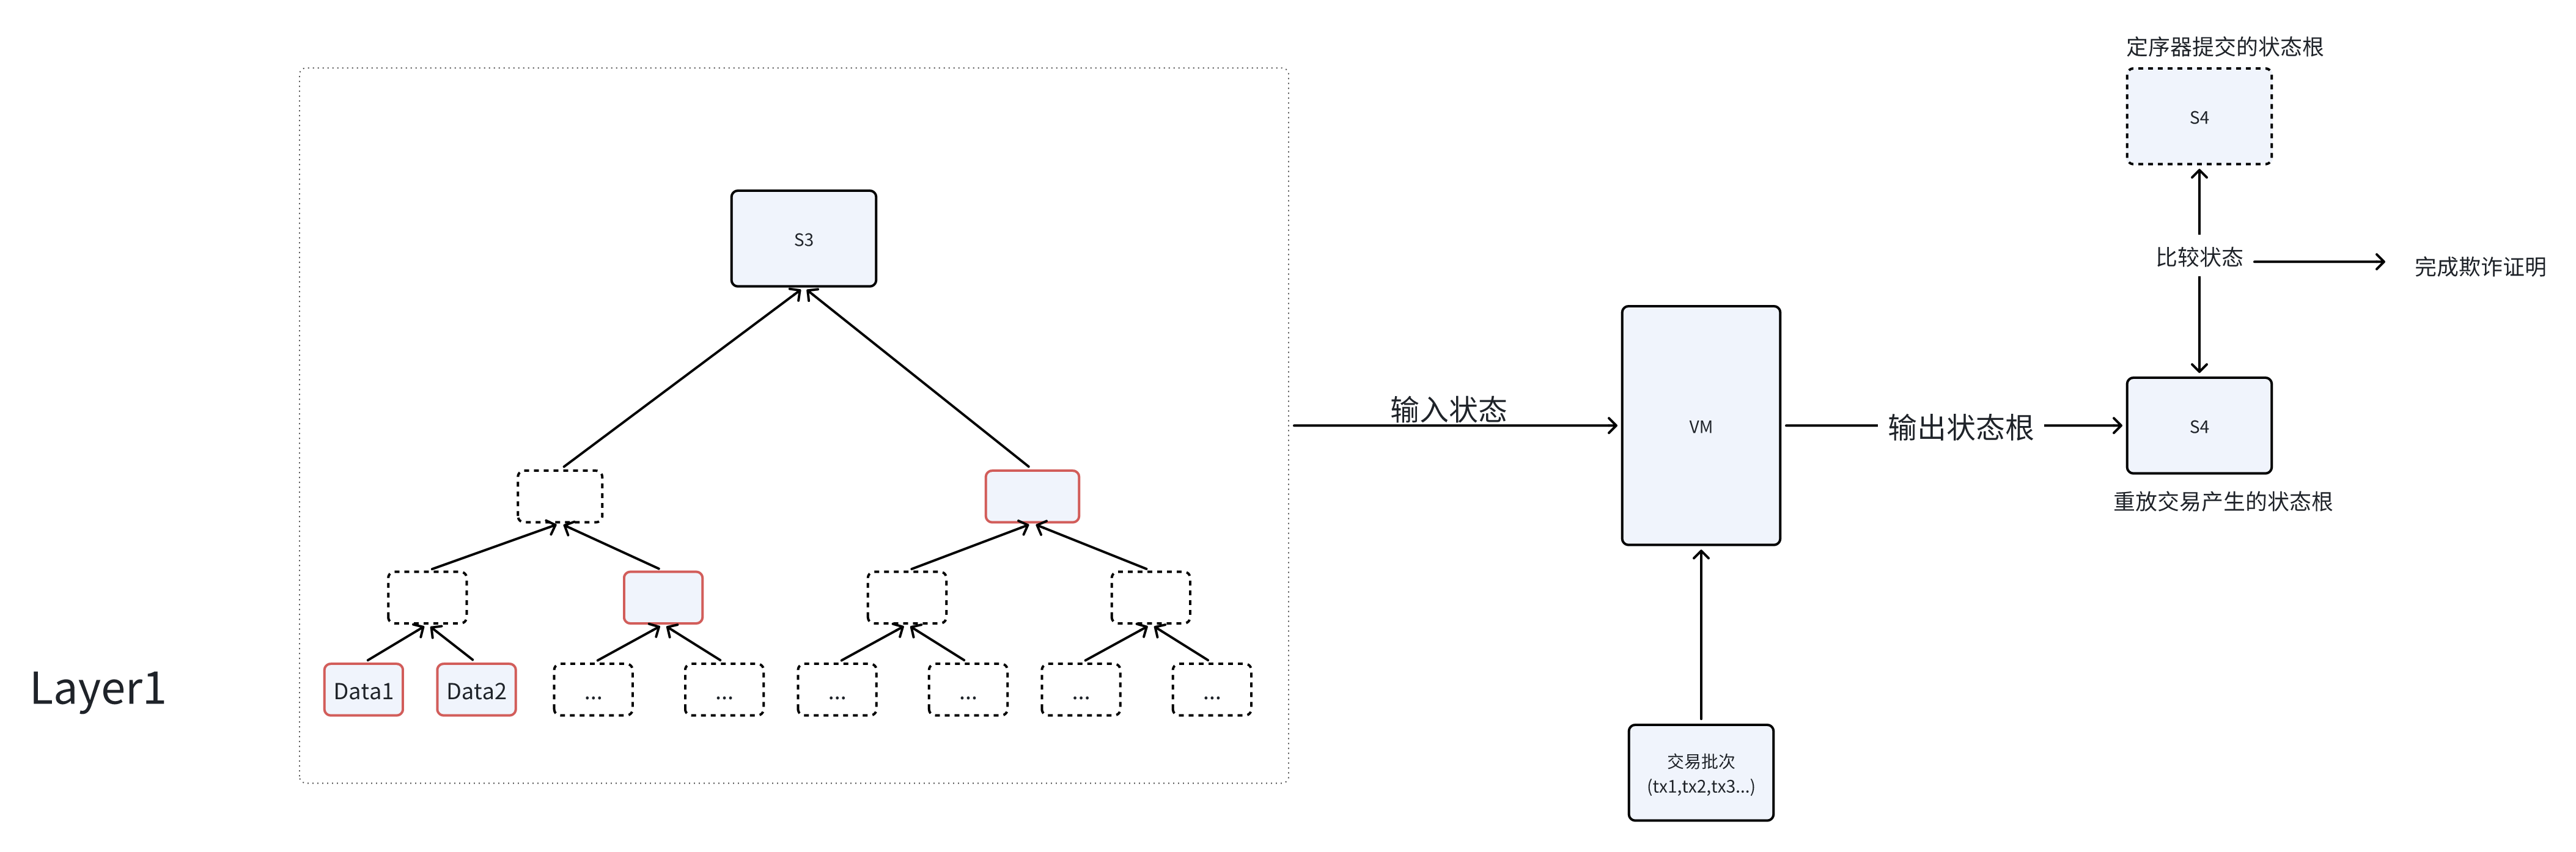 定序器提交的状态根
S4
S3
比较状态
完成欺诈证明
输入状态
VM
输出状态根
S4
重放交易产生的状态根
Layer1
Data1
Data2
...
...
...
...
...
...
交易批次
(tx1,tx2,tx3...)